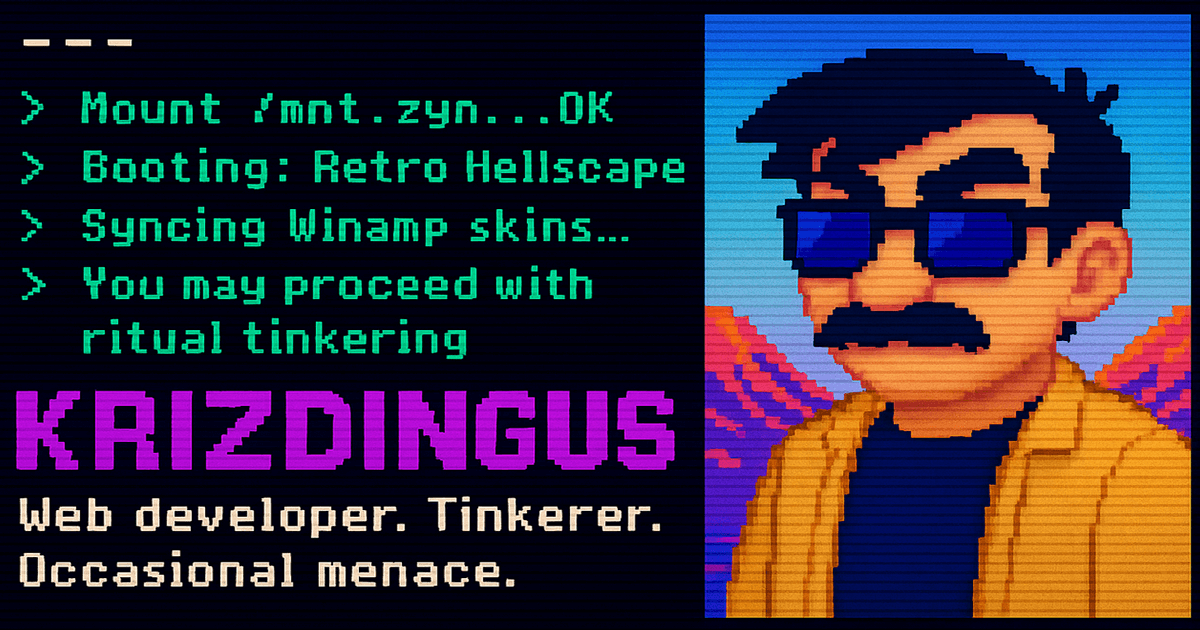 ---
> Mount /mnt.zyn...OK
> Booting: Retro Hellscape
> Syncing Winamp skins...
> You may proceed with
ritual tinkering
KRIZDINGUS
Web developer. Tinkerer.
Occasional menace.